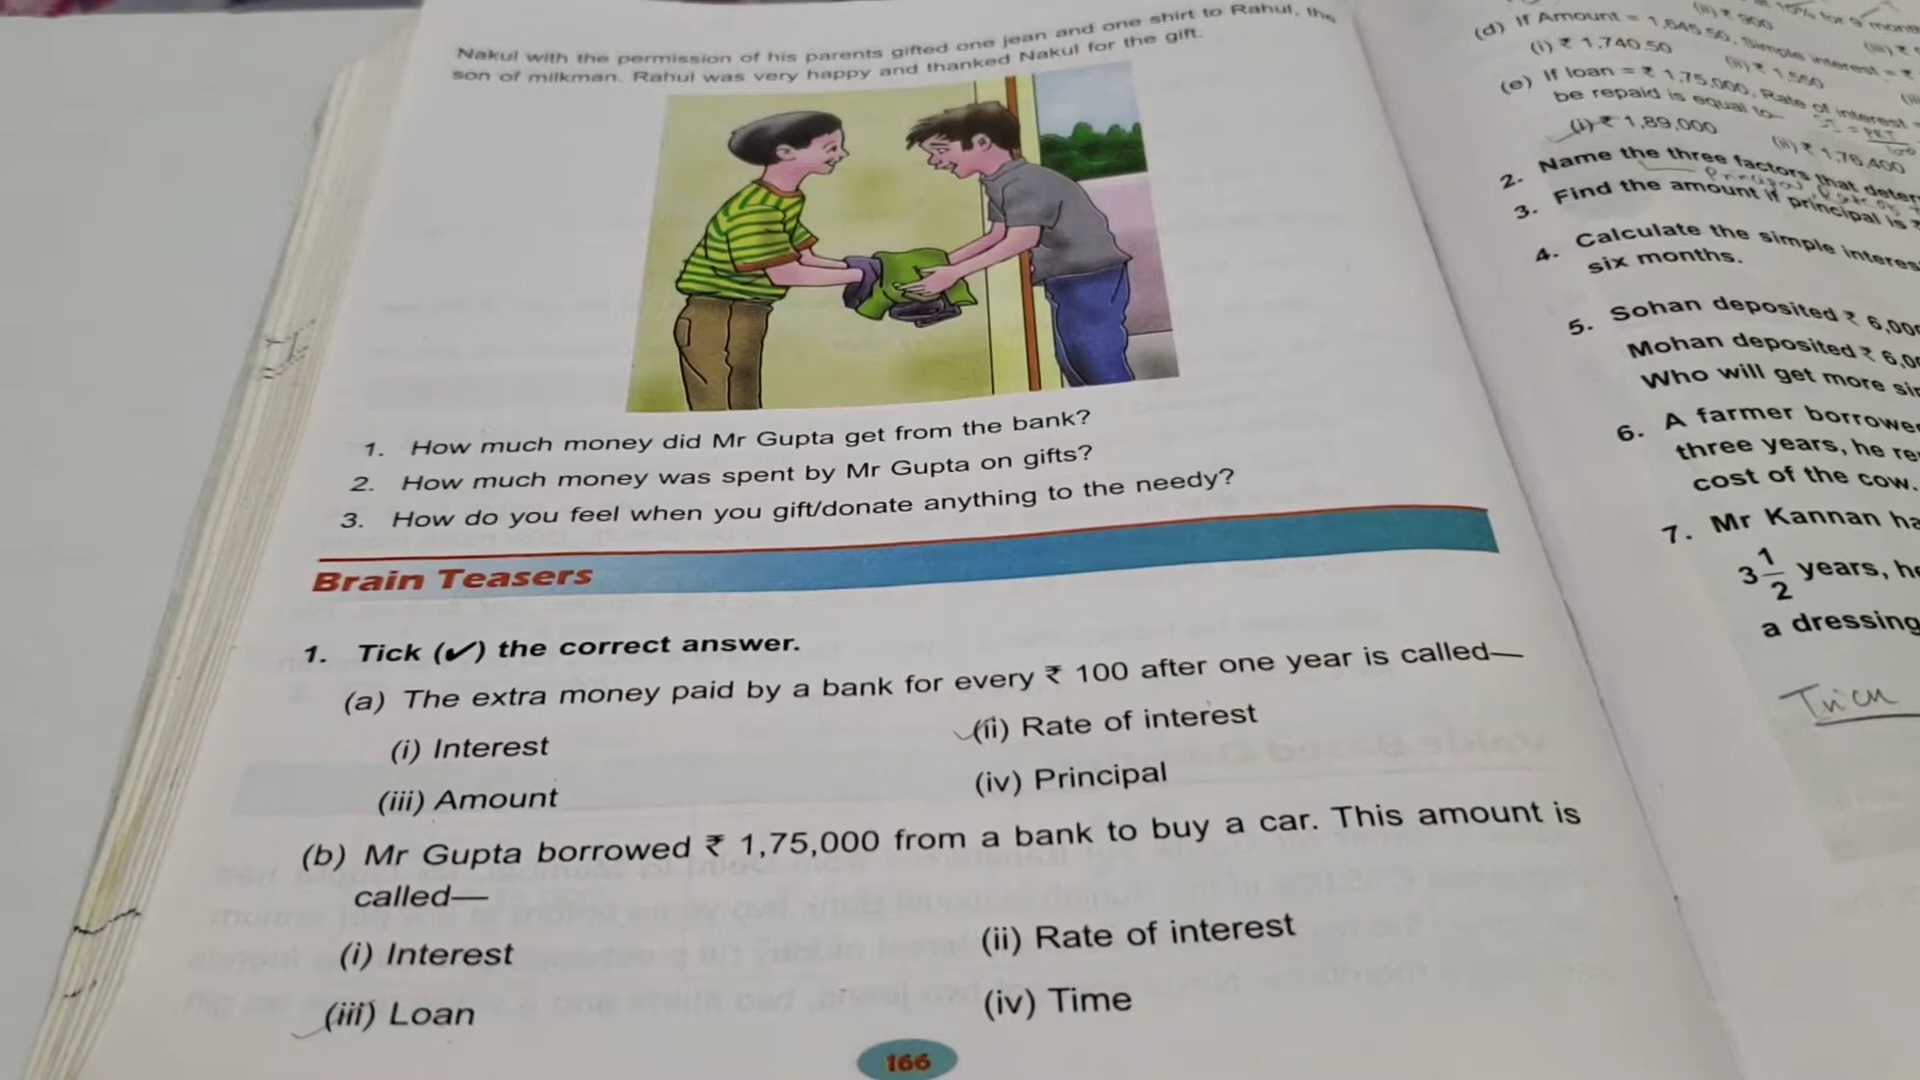 Nakul with the permission of his parents gifted one jean and one shirt to Rahul, the
son of milkman. Rahul was very happy and thanked Nakul for the gift.
1. How much money did Mr Gupta get from the bank?
2. How much money was spent by Mr Gupta on gifts?
3. How do you feel when you gift/donate anything to the needy?
Brain Teasers
1. Tick (✔) the correct answer.
(a) The extra money paid by a bank for every ₹ 100 after one year is called—
(i) Interest (ii) Rate of interest
(iii) Amount (iv) Principal
(b) Mr Gupta borrowed ₹ 1,75,000 from a bank to buy a car. This amount is
called—
(i) Interest (ii) Rate of interest
(iii) Loan (iv) Time
166
(ii) ₹ 900
(d) If Amount = 1,645.50, Simple interest = ₹
(i) ₹ 1,740.50 (ii) ₹ 1,550
(e) If loan = ₹ 1,75,000, Rate of interest =
be repaid is equal to
(i) ₹ 1,89,000 (ii) ₹ 1,76,400
2. Name the three factors that
3. Find the amount if principal is ₹
4. Calculate the simple
six months.
5. Sohan deposited ₹
Mohan deposited ₹
Who will get more
6. A farmer
three years, he
cost of the cow.
7. Mr Kannan
3 1/2 years,
a dressing